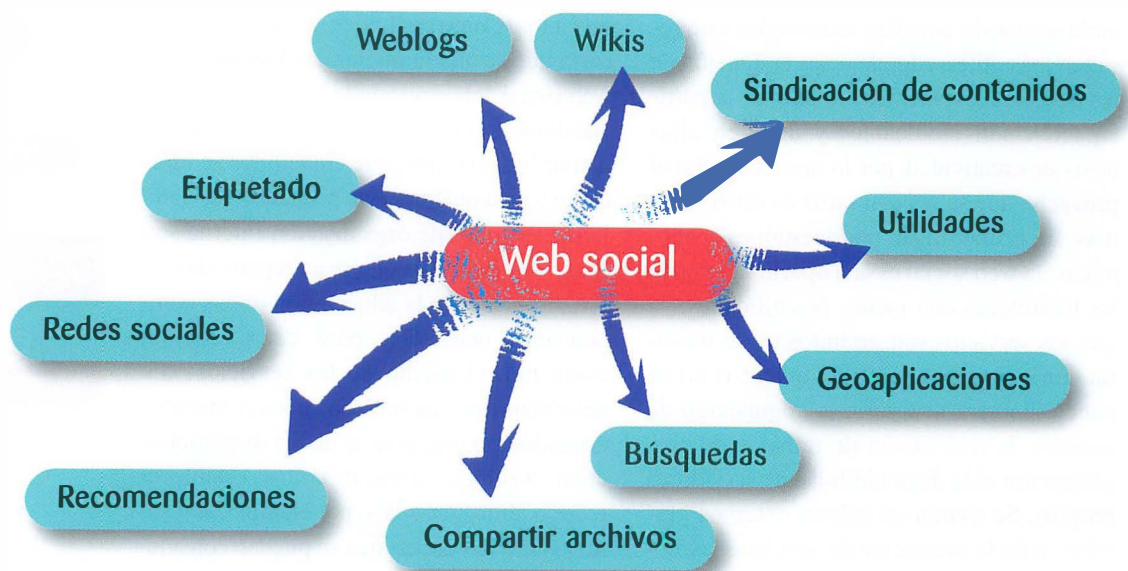 Weblogs
Wikis
Sindicación de contenidos
Etiquetado
Utilidades
Web social
Redes sociales
Geoaplicaciones
Búsquedas
Recomendaciones
Compartir archivos